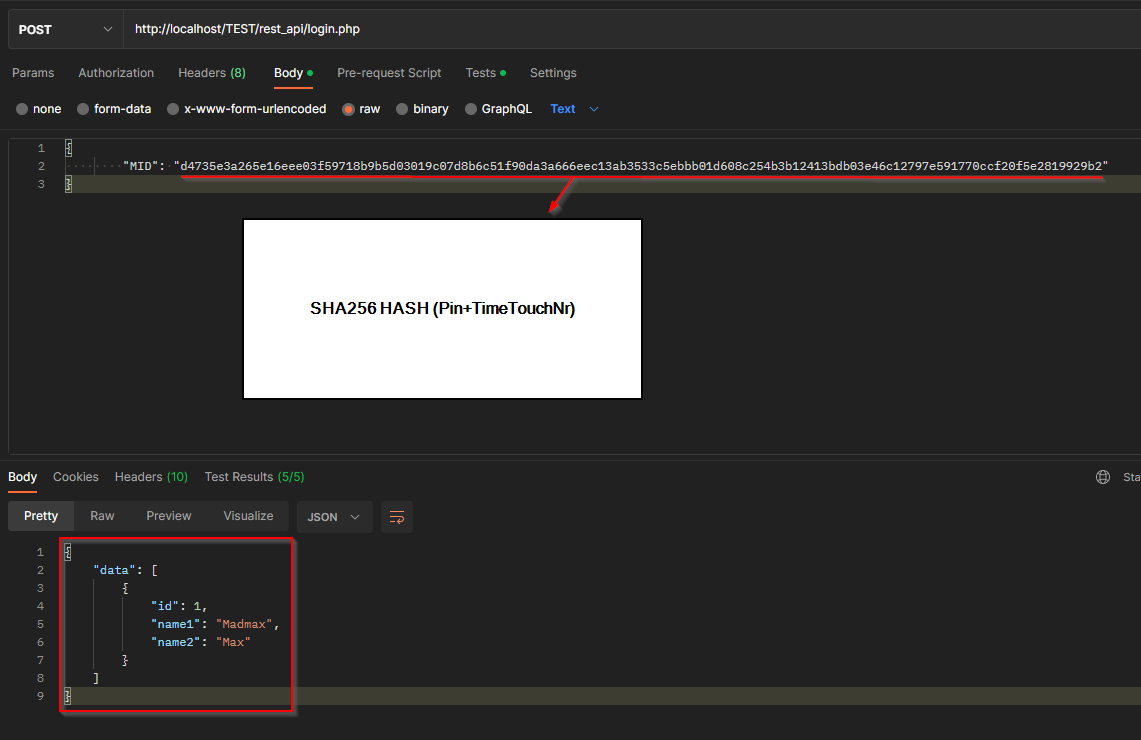 POST http://localhost/TEST/rest_api/login.php
Params Authorization Headers (8) Body Pre-request Script Tests Settings
none form-data x-www-form-urlencoded raw binary GraphQL Text
1 {
2 "MID": "d4735e3a265e16eee03f59718b9b5d03019c07d8b6c51f90da3a666eec13ab3533c5ebbb01d608c254b3b12413bdb03e46c12797e591770ccf20f5e2819929b2"
3 }
SHA256 HASH (Pin+TimeTouchNr)
Body Cookies Headers (10) Test Results (5/5) Sta
Pretty Raw Preview Visualize JSON
1 {
2 "data": [
3 {
4 "id": 1,
5 "name1": "Madmax",
6 "name2": "Max"
7 }
8 ]
9 }